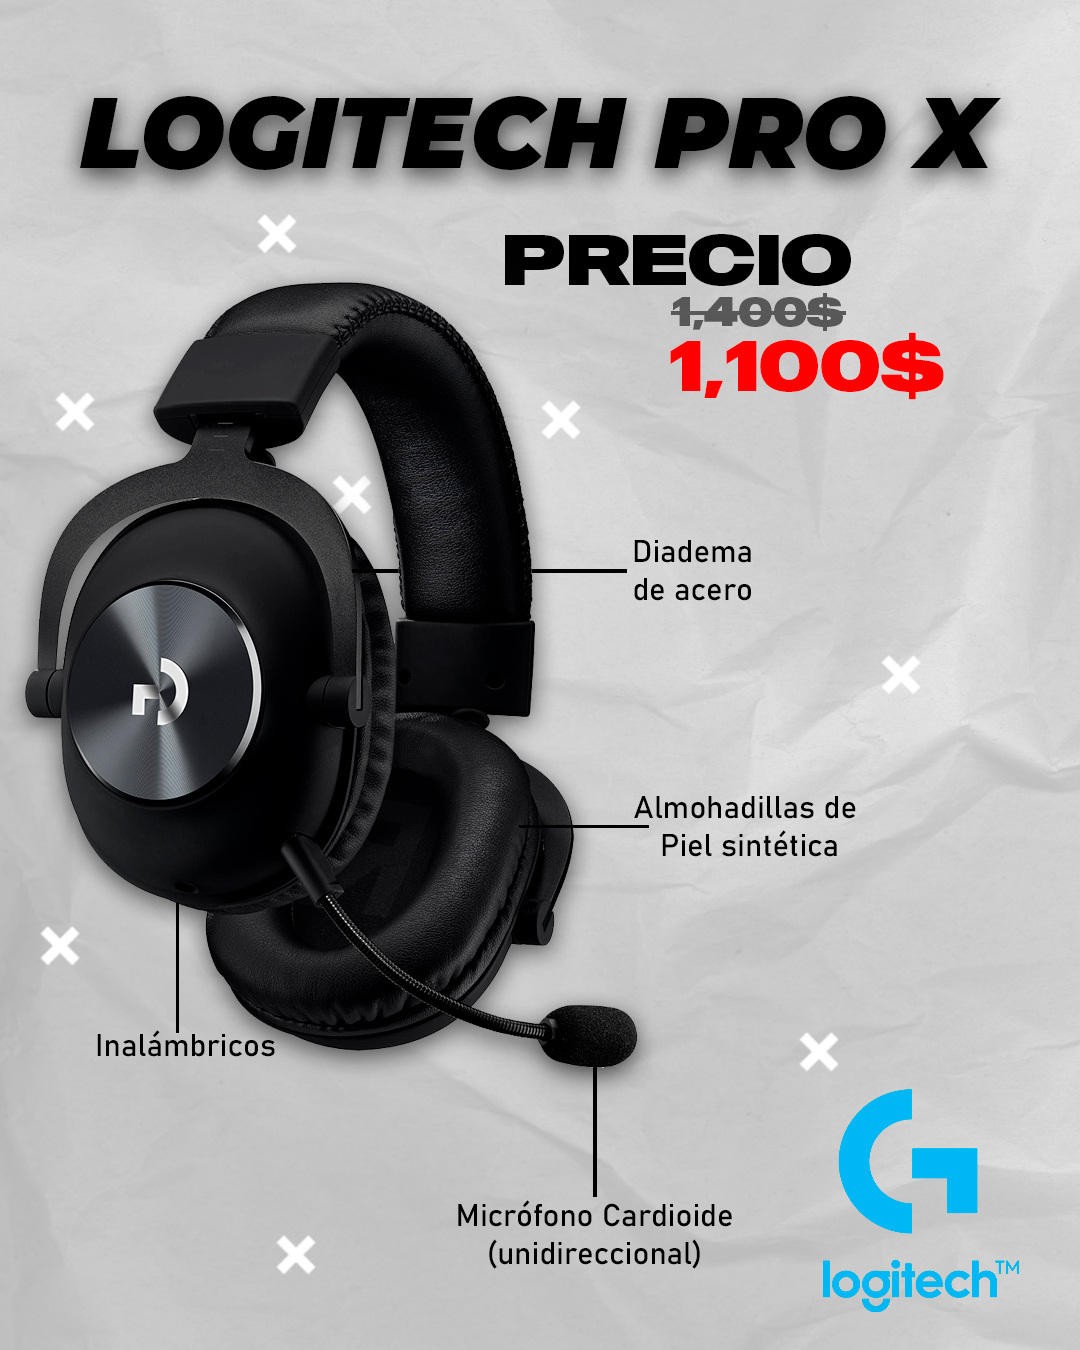 LOGITECH PRO X
PRECIO
1,400$
1,100$
Diadema
de acero
Almohadillas de
Piel sintética
Inalámbricos
Micrófono Cardioide
(unidireccional)
logitech™